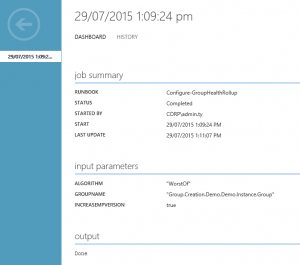 29/07/2015 1:09:24 pm
DASHBOARD HISTORY
29/07/2015 1:09:2...
job summary
RUNBOOK Configure-GroupHealthRollup
STATUS Completed
STARTED BY CORP\admin.ty
START 29/07/2015 1:09:24 PM
LAST UPDATE 29/07/2015 1:11:07 PM
input parameters
ALGORITHM "WorstOf"
GROUPNAME "Group.Creation.Demo.Demo.Instance.Group"
INCREASEMPVERSION true
output
Done